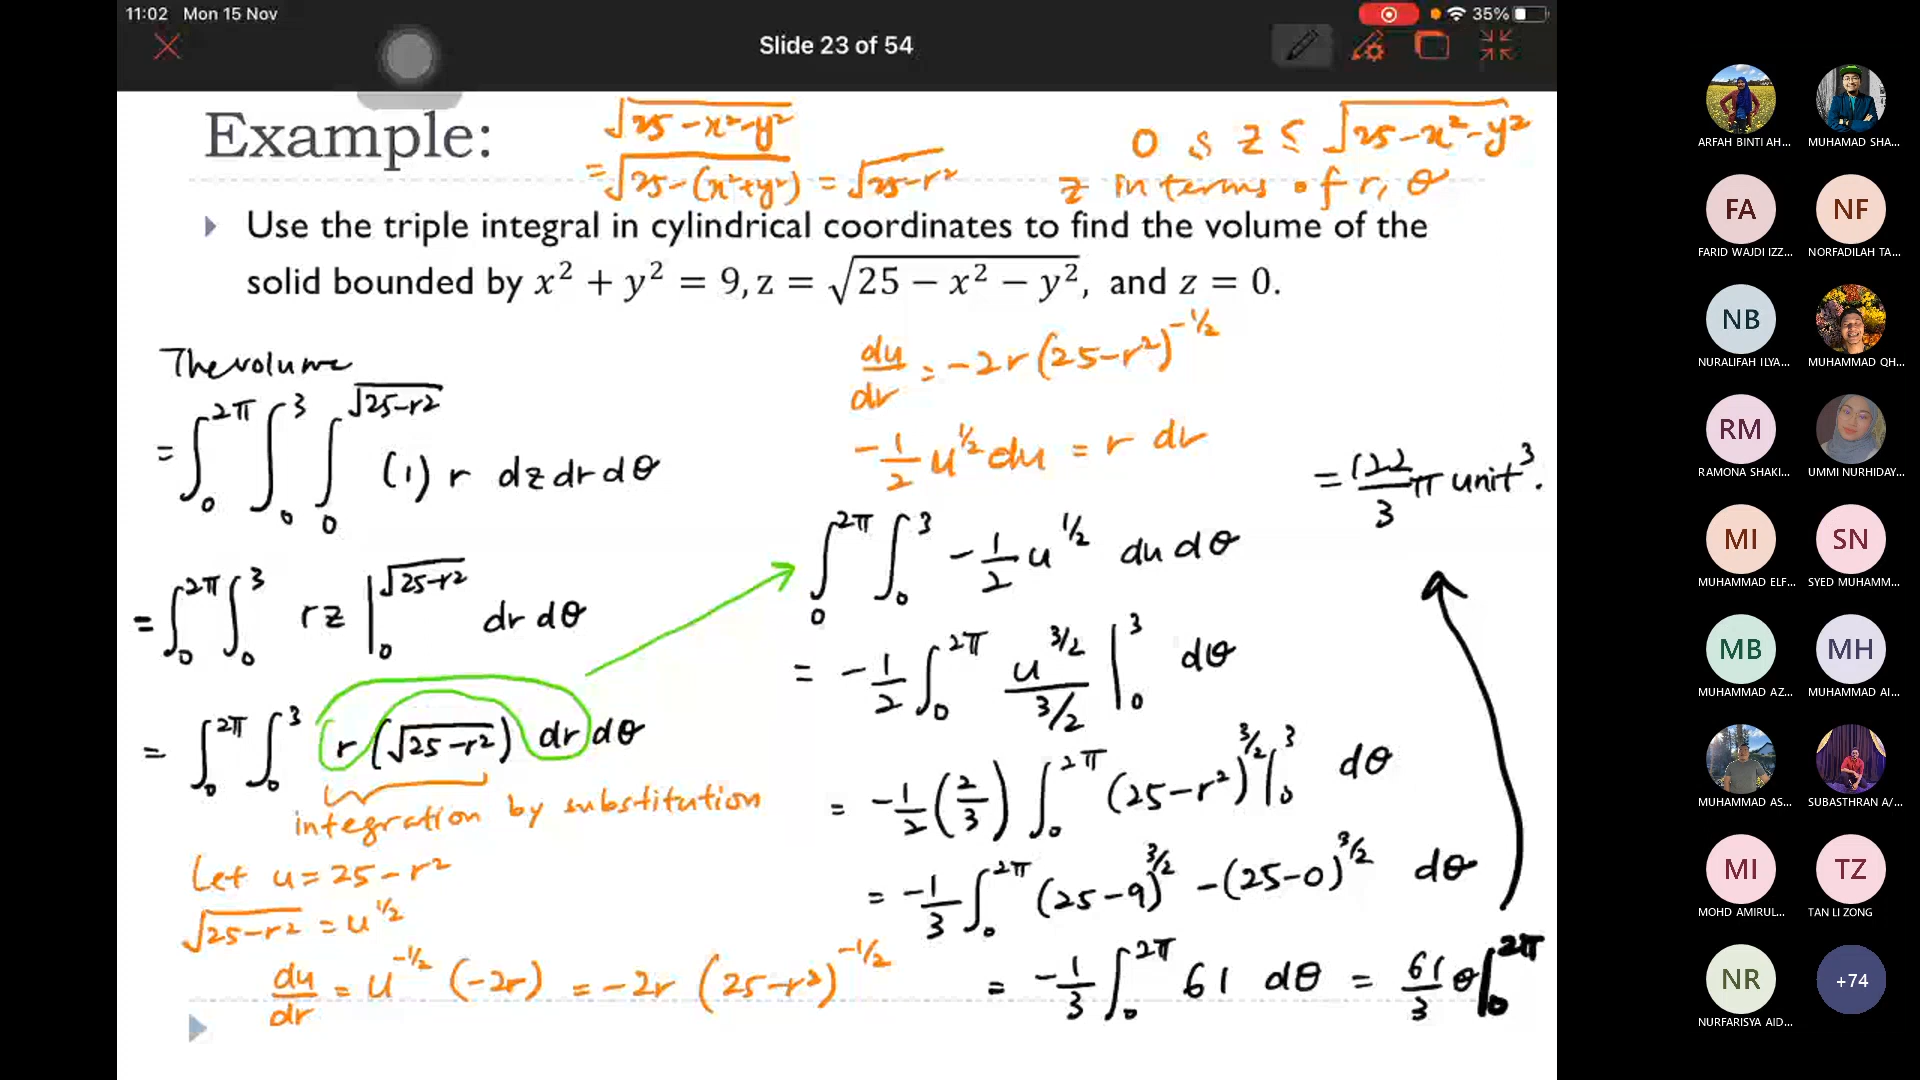 11:02 Mon 15 Nov
35%
Slide 23 of 54
Example:
√25-x²-y²
= √25-(x²+y²) = √25-r²
0 ≤ z ≤ √25-x²-y²
z in terms of r, θ
Use the triple integral in cylindrical coordinates to find the volume of the
solid bounded by x² + y² = 9, z = √25 − x² − y², and z = 0.
The volume
= ∫₀^2π ∫₀^3 ∫₀^√25-r² (1) r dz dr dθ
= ∫₀^2π ∫₀^3 rz |₀^√25-r² dr dθ
= ∫₀^2π ∫₀^3 r (√25-r²) dr dθ
integration by substitution
Let u = 25-r²
√25-r² = u^1/2
du/dr = u^-1/2 (-2r) = -2r (25-r²)^-1/2
du/dr = -2r (25-r²)^-1/2
-1/2 u^1/2 du = r dr
∫₀^2π ∫₀^3 -1/2 u^1/2 du dθ
= -1/2 ∫₀^2π u^3/2 / 3/2 |₀^3 dθ
= -1/2 (2/3) ∫₀^2π (25-r²)^3/2 |₀^3 dθ
= -1/3 ∫₀^2π (25-9)^3/2 - (25-0)^3/2 dθ
= -1/3 ∫₀^2π 61 dθ = 61/3 θ |₀^2π
= 122/3 π unit³.
ARFAH BINTI AH...
MUHAMAD SHA...
FA
NF
FARID WAJDI IZZ...
NORFADILAH TA...
NB
NURALIFAH ILYA...
MUHAMMAD QH...
RM
RAMONA SHAKI...
UMMI NURHIDAY...
MI
SN
MUHAMMAD ELF...
SYED MUHAMM...
MB
MH
MUHAMMAD AZ...
MUHAMMAD AI...
MUHAMMAD AS...
SUBASTHRAN A/...
MI
TZ
MOHD AMIRUL...
TAN LI ZONG
NR
+74
NURFARISYA AID...